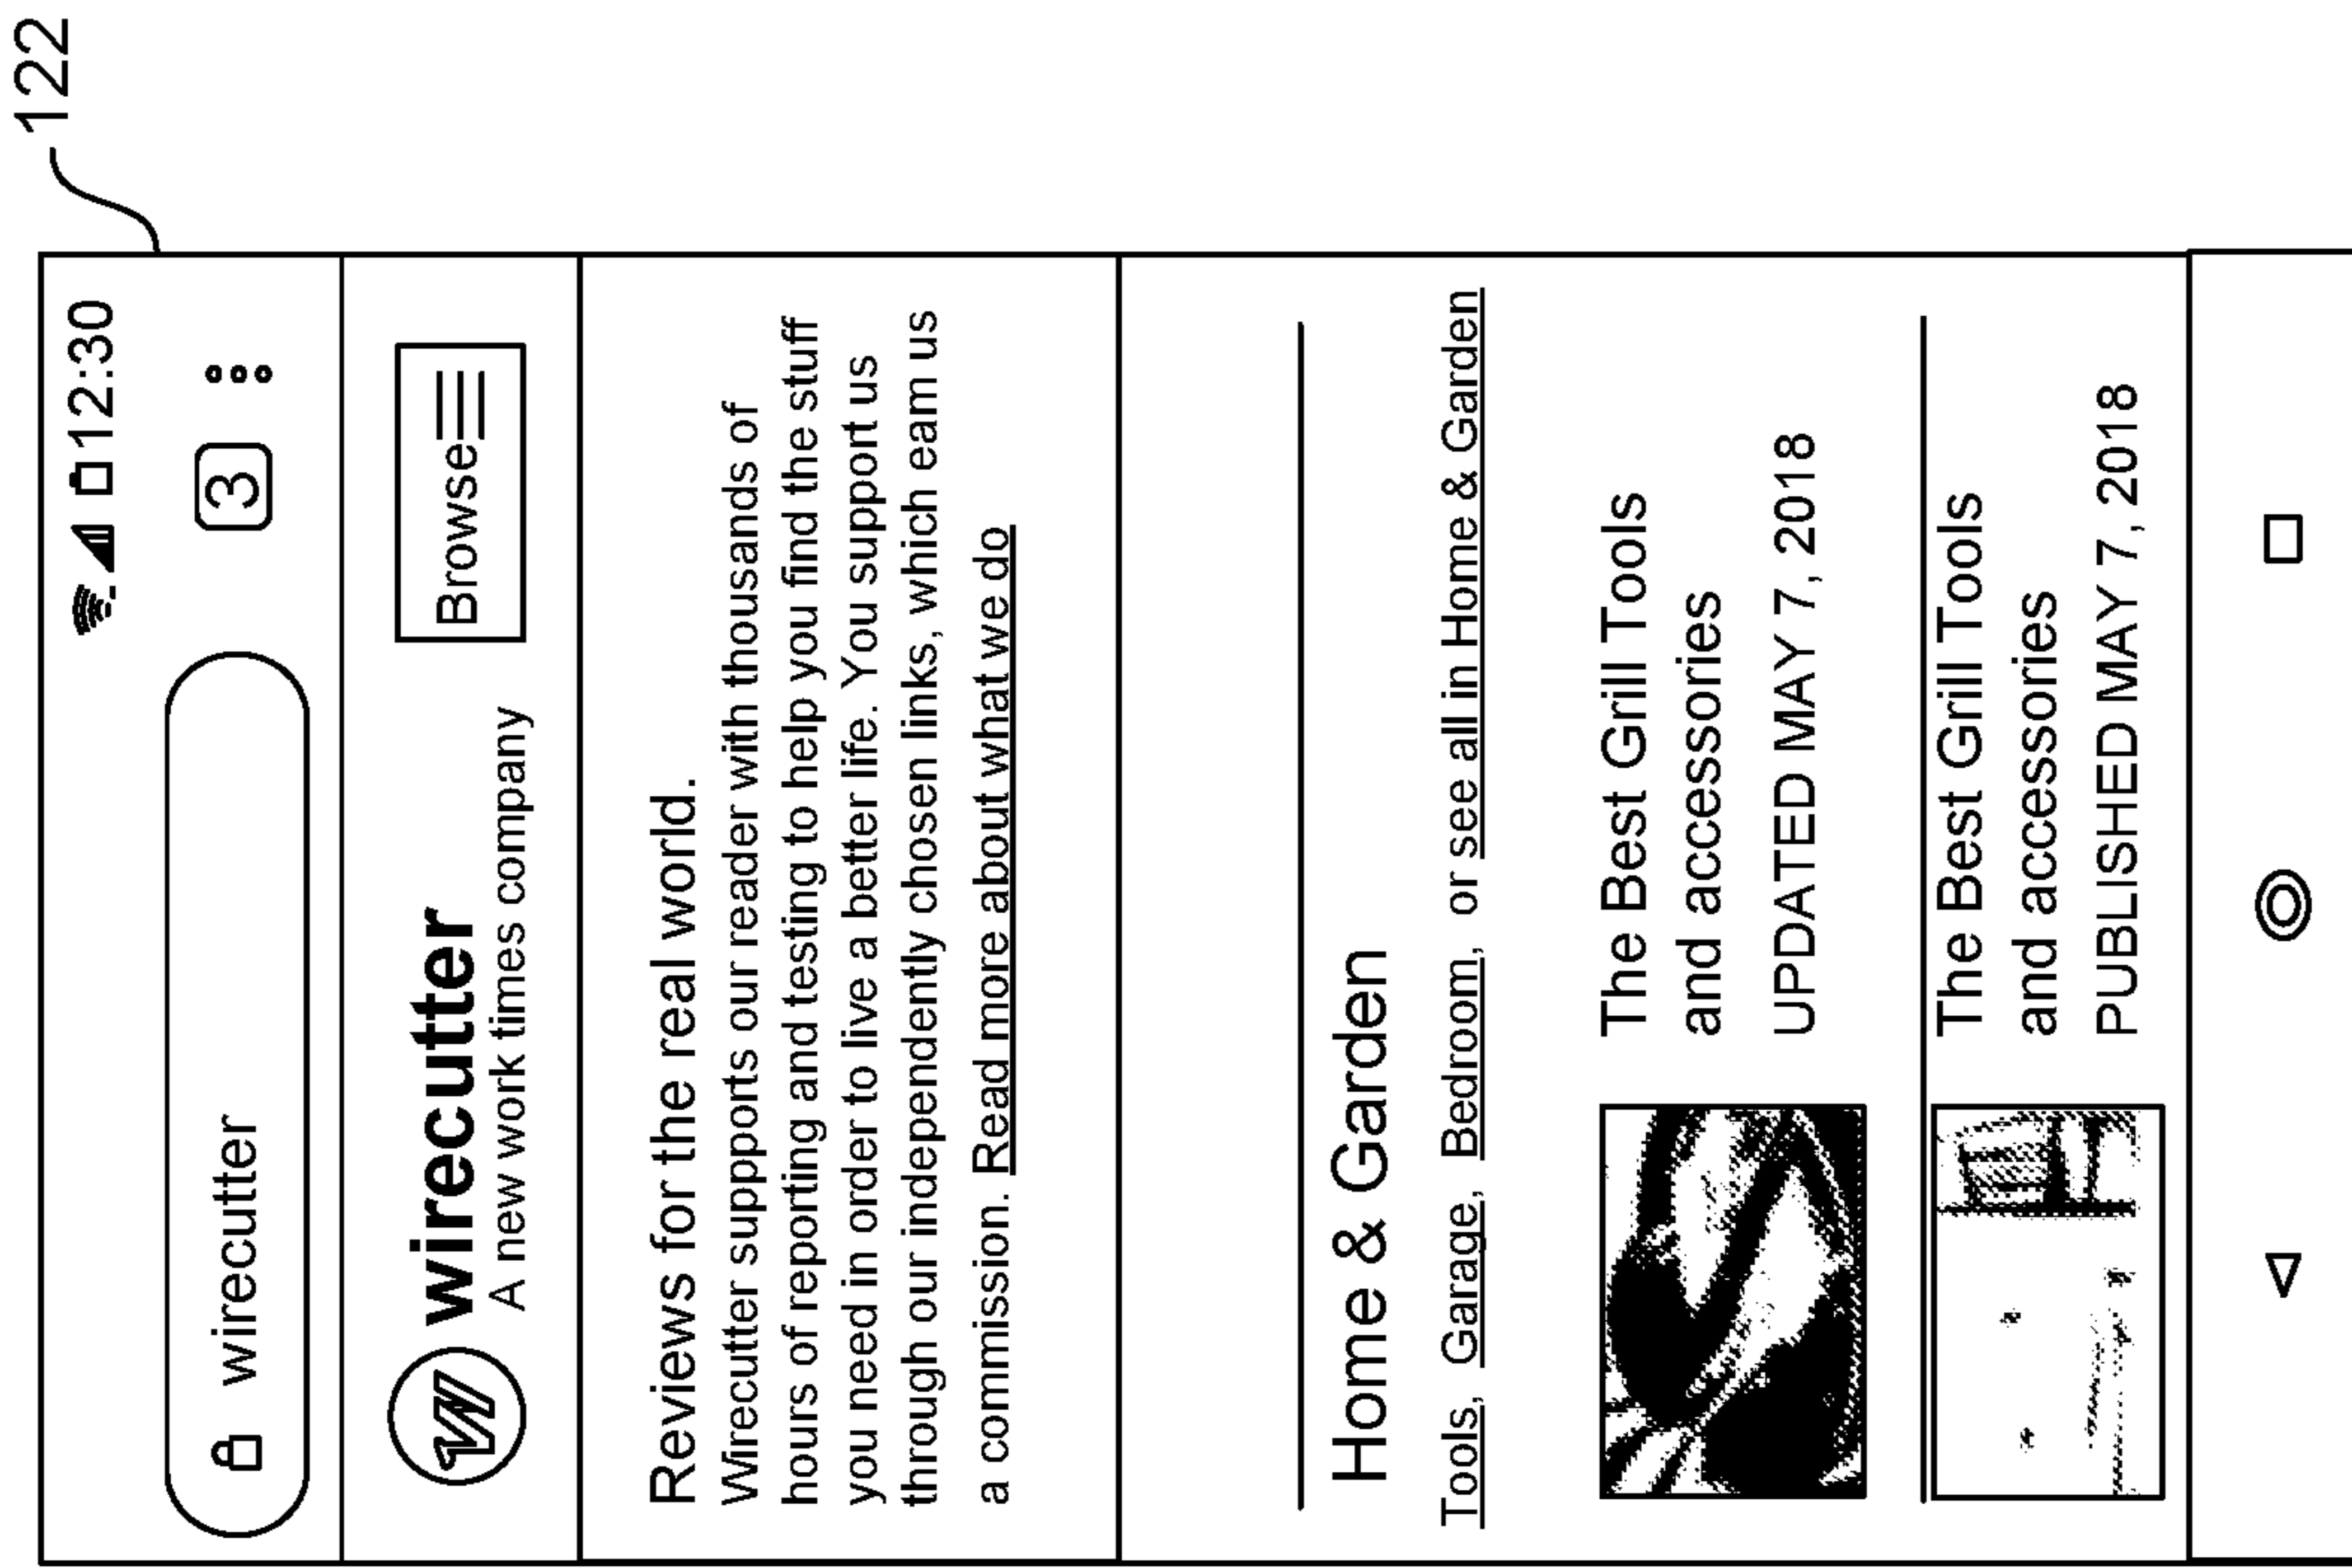 122
12:30
wirecutter
3
wirecutter
A new work times company
Browse
Reviews for the real world.
Wirecutter supports our reader with thousands of
hours of reporting and testing to help you find the stuff
you need in order to live a better life. You support us
through our independently chosen links, which eam us
a commission. Read more about what we do
Home & Garden
Tools, Garage, Bedroom, or see all in Home & Garden
The Best Grill Tools
and accessories
UPDATED MAY 7, 2018
The Best Grill Tools
and accessories
PUBLISHED MAY 7, 2018